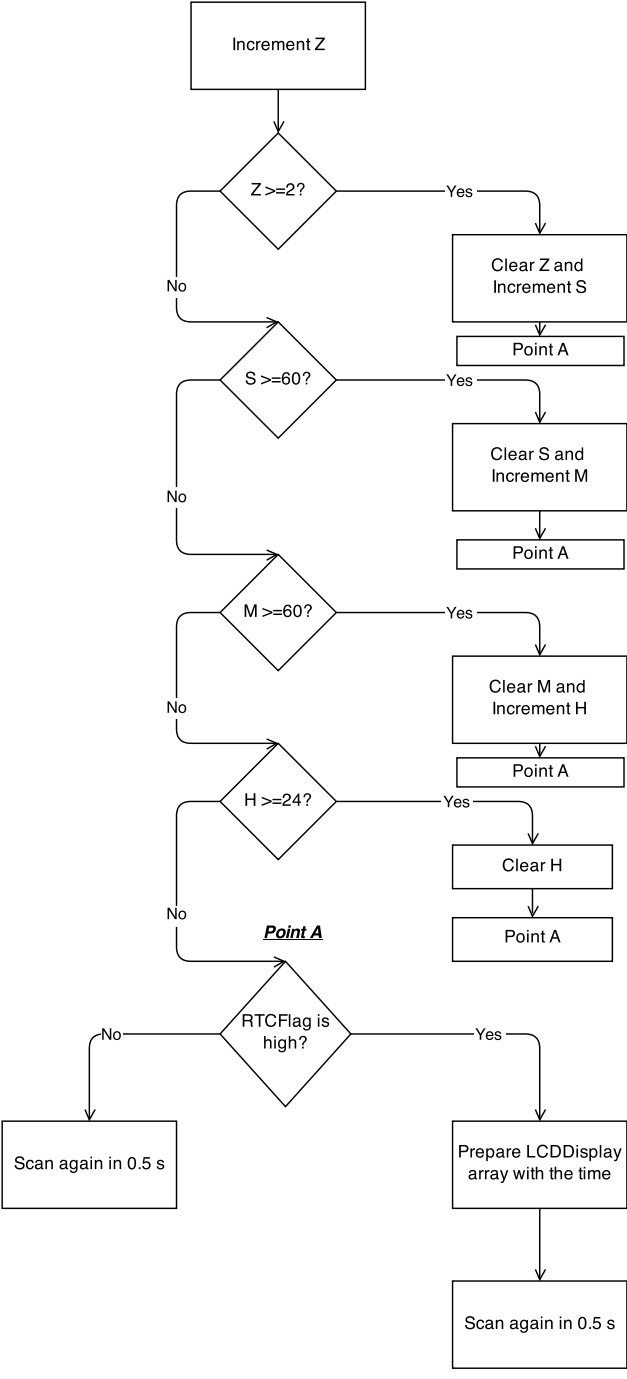 Increment Z
Z >=2?
Yes
No
Clear Z and
Increment S
Point A
S >=60?
Yes
No
Clear S and
Increment M
Point A
M >=60?
Yes
No
Clear M and
Increment H
Point A
H >=24?
Yes
No
Clear H
Point A
Point A
RTCFlag is
high?
No
Yes
Scan again in 0.5 s
Prepare LCDDisplay
array with the time
Scan again in 0.5 s